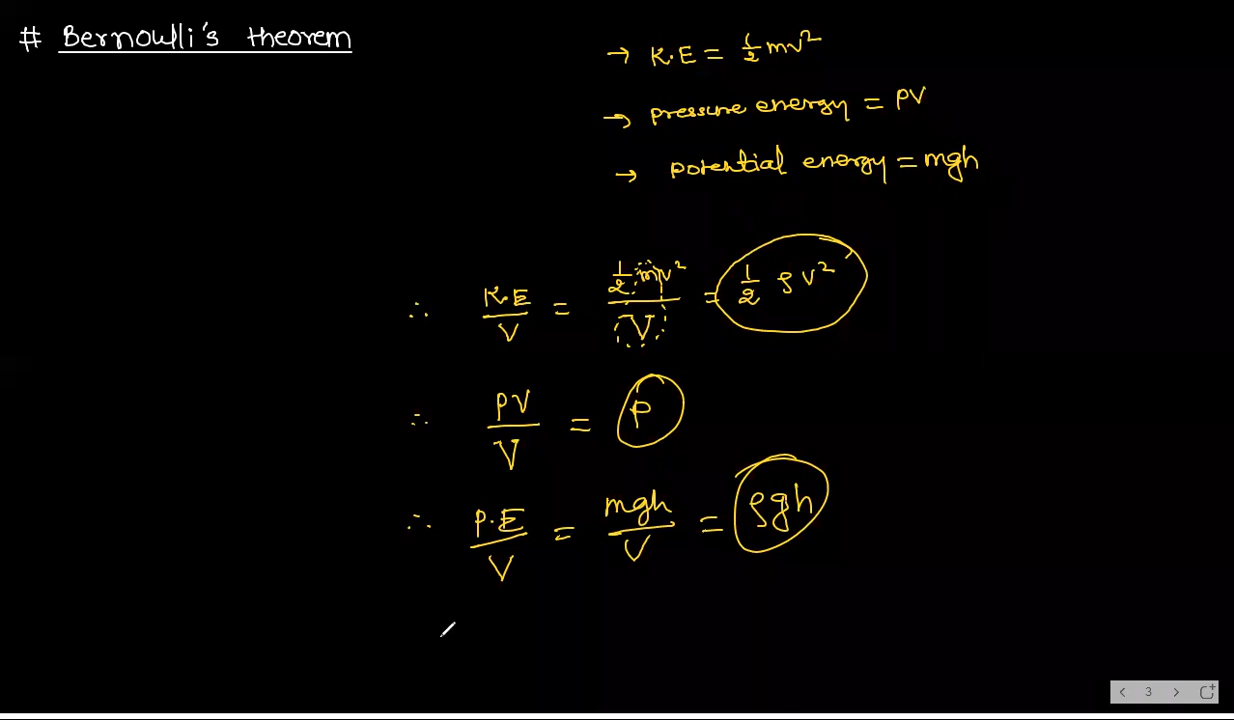 # Bernoulli's theorem
→ K.E = 1/2 mv²
→ pressure energy = PV
→ potential energy = mgh
∴ K.E/V = 1/2 mv²/V = 1/2 ρv²
∴ PV/V = P
∴ P.E/V = mgh/V = ρgh
< 3 >